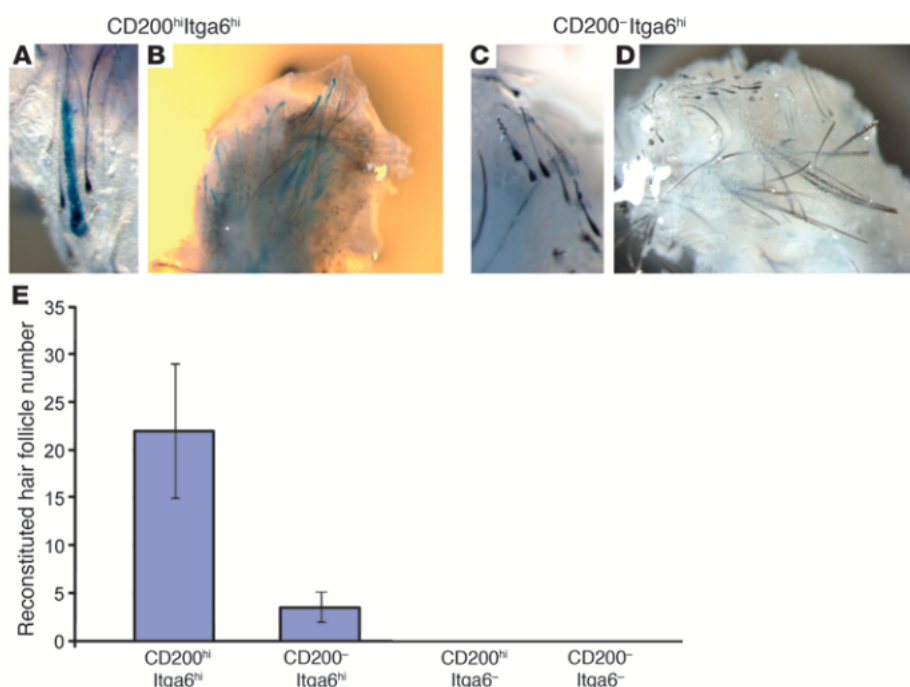 CD200ʰⁱItga6ʰⁱ CD200⁻Itga6ʰⁱ
A B C D
E
35
30
25
20
15
10
5
0
Reconstituted hair follicle number
CD200ʰⁱ CD200⁻ CD200ʰⁱ CD200⁻
Itga6ʰⁱ Itga6ʰⁱ Itga6⁻ Itga6⁻